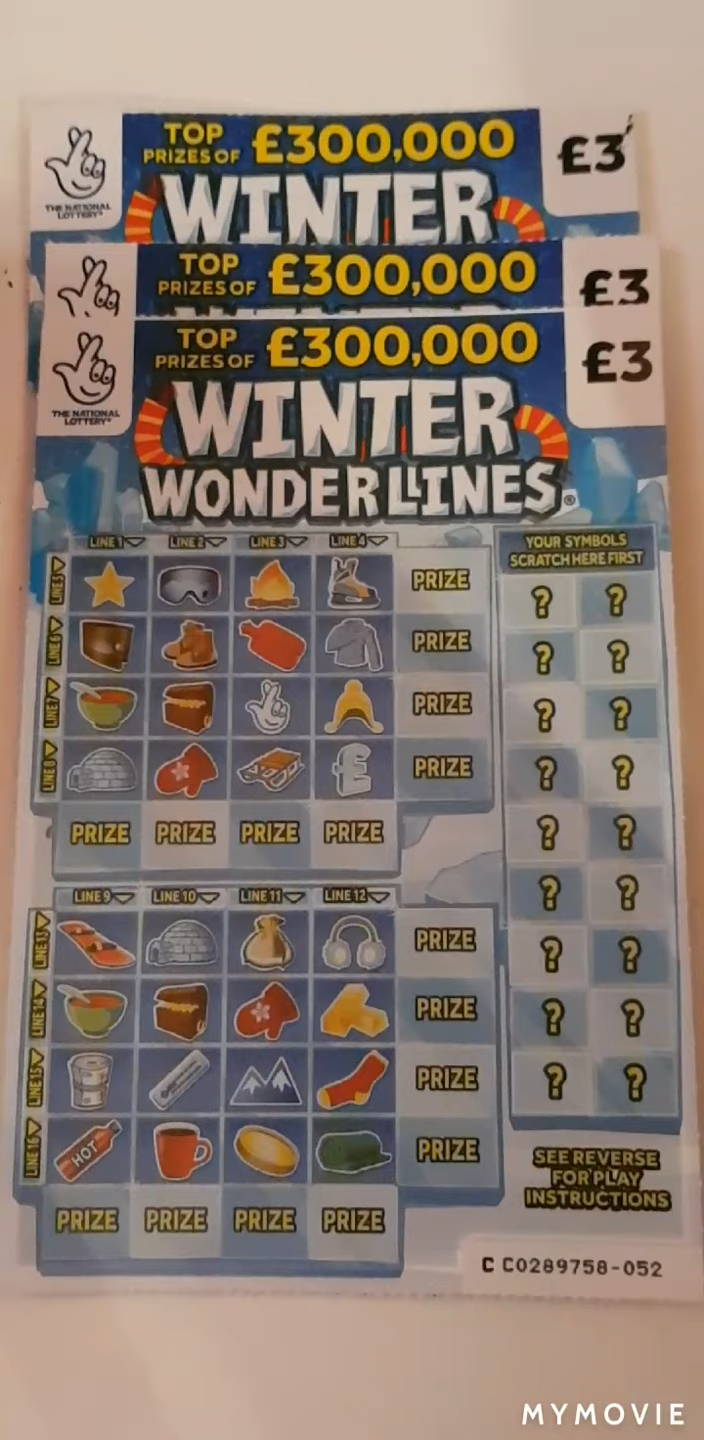 TOP
PRIZES OF £300,000
£3
THE NATIONAL
LOTTERY®
WINTER
TOP
PRIZES OF £300,000
£3
TOP
PRIZES OF £300,000
£3
THE NATIONAL
LOTTERY®
WINTER
WONDERLINES®
LINE 1 LINE 2 LINE 3 LINE 4
YOUR SYMBOLS
SCRATCH HERE FIRST
LINE 5 PRIZE
? ?
LINE 6 PRIZE
? ?
LINE 7 PRIZE
? ?
LINE 8 £ PRIZE
? ?
PRIZE PRIZE PRIZE PRIZE
? ?
LINE 9 LINE 10 LINE 11 LINE 12
? ?
LINE 13 PRIZE
? ?
LINE 14 PRIZE
? ?
LINE 15 PRIZE
? ?
LINE 16 HOT PRIZE
SEE REVERSE
FOR PLAY
INSTRUCTIONS
PRIZE PRIZE PRIZE PRIZE
C C0289758-052
MYMOVIE